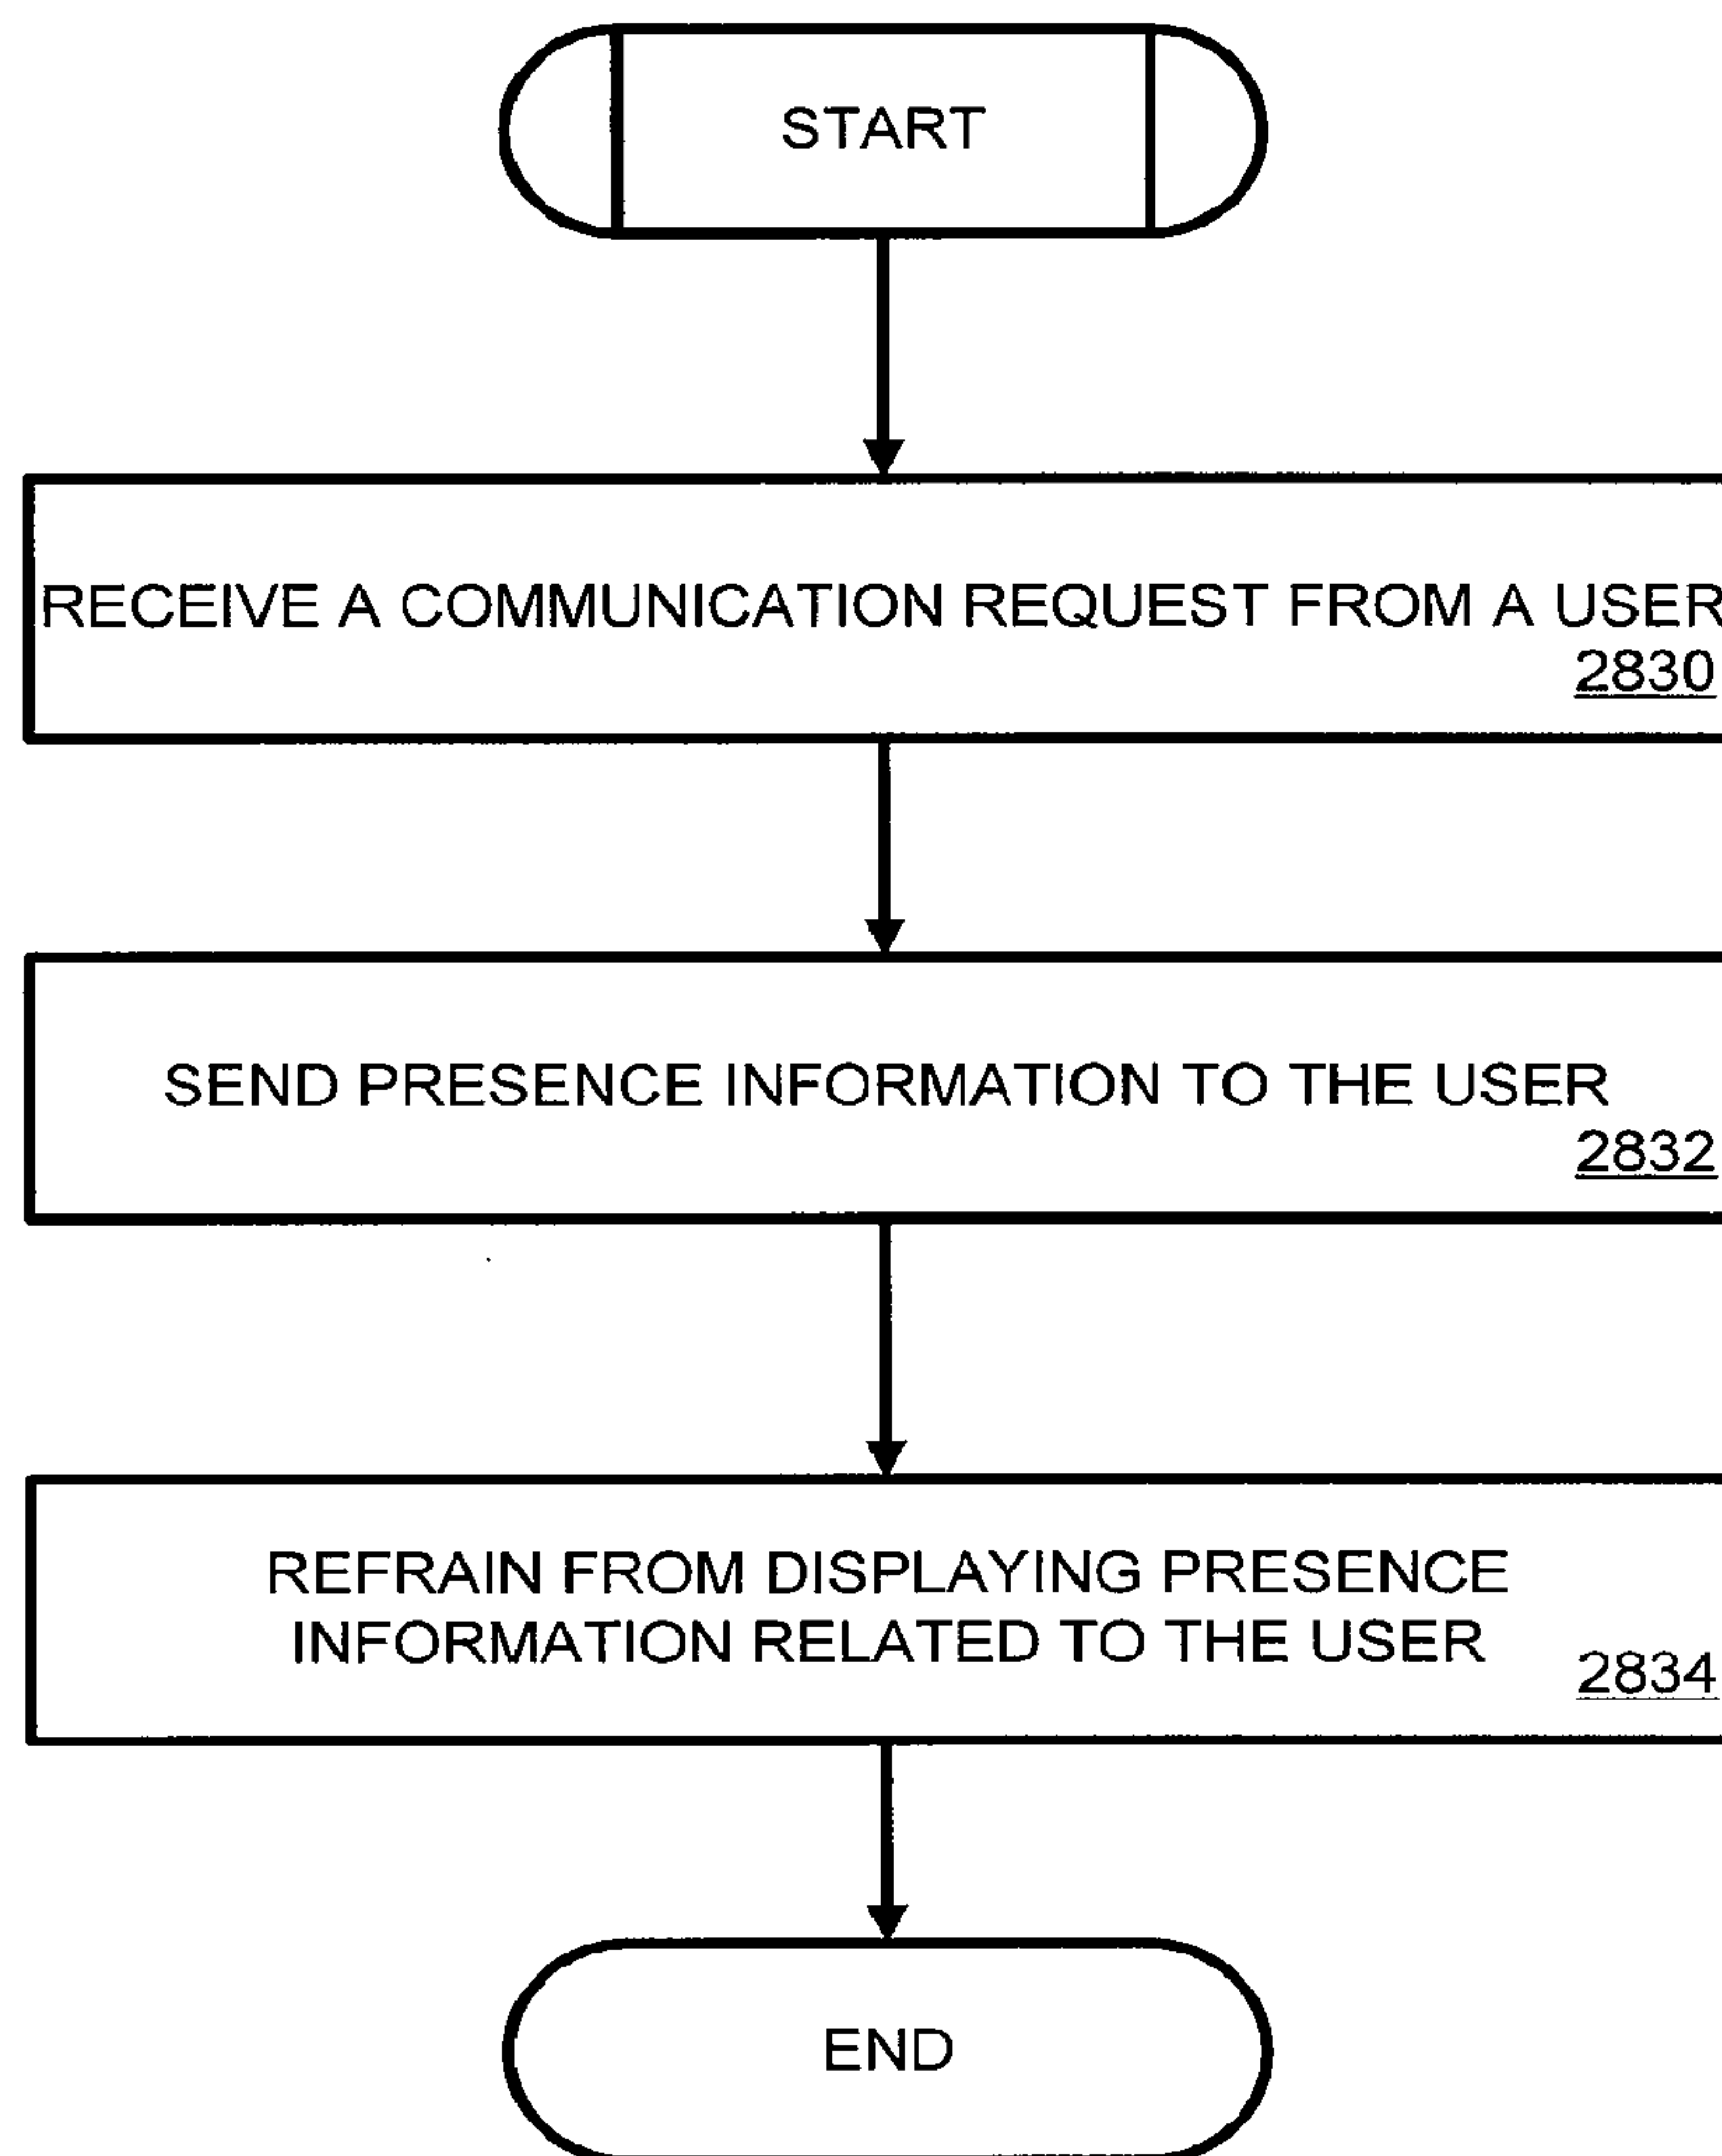 START
RECEIVE A COMMUNICATION REQUEST FROM A USER
2830
SEND PRESENCE INFORMATION TO THE USER
2832
REFRAIN FROM DISPLAYING PRESENCE
INFORMATION RELATED TO THE USER
2834
END